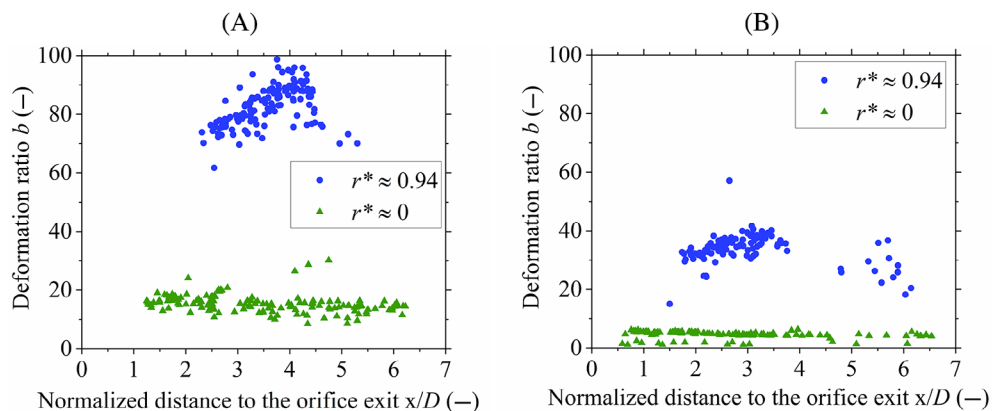 (A)
100
80
60
40
20
0
Deformation ratio b (–)
r* ≈ 0.94
r* ≈ 0
0 1 2 3 4 5 6 7
Normalized distance to the orifice exit x/D (–)
(B)
100
80
60
40
20
0
Deformation ratio b (–)
r* ≈ 0.94
r* ≈ 0
0 1 2 3 4 5 6 7
Normalized distance to the orifice exit x/D (–)